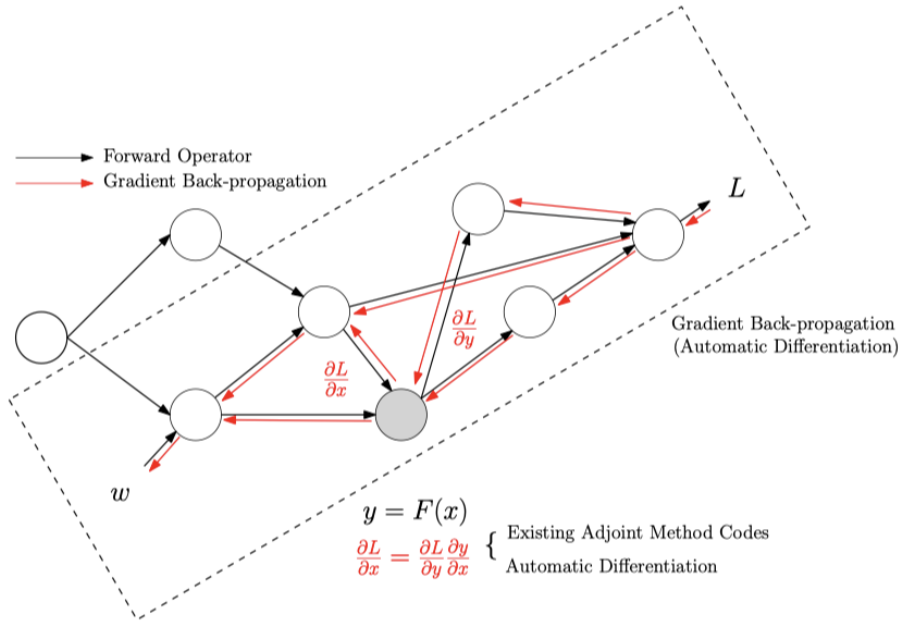 Forward Operator
Gradient Back-propagation
L
∂L/∂y
∂L/∂x
Gradient Back-propagation
(Automatic Differentiation)
w
y = F(x)
∂L/∂x = ∂L/∂y ∂y/∂x {
Existing Adjoint Method Codes
Automatic Differentiation